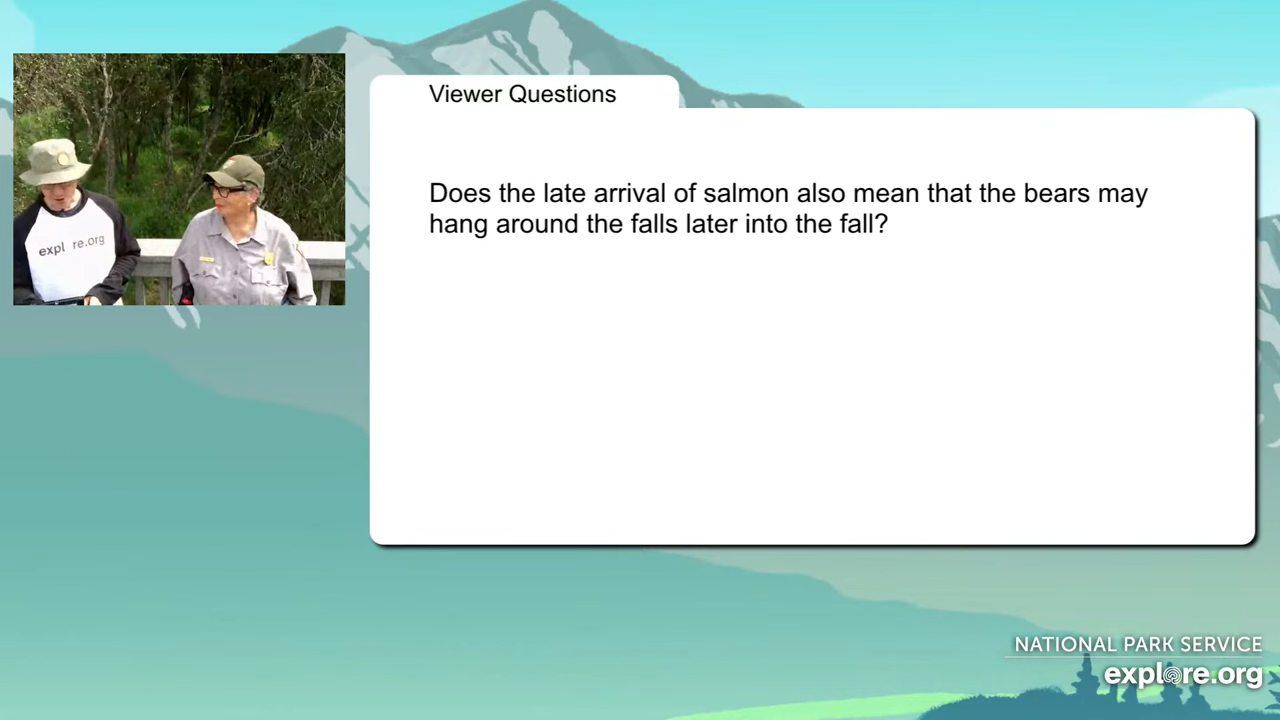 Viewer Questions
Does the late arrival of salmon also mean that the bears may
hang around the falls later into the fall?
expl re.org
NATIONAL PARK SERVICE
explore.org